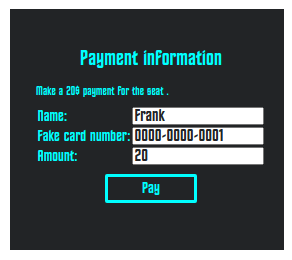 Payment inFormation
Make a 20$ payment For the seat .
Name: Frank
Fake card number: 0000-0000-0001
Amount: 20
Pay